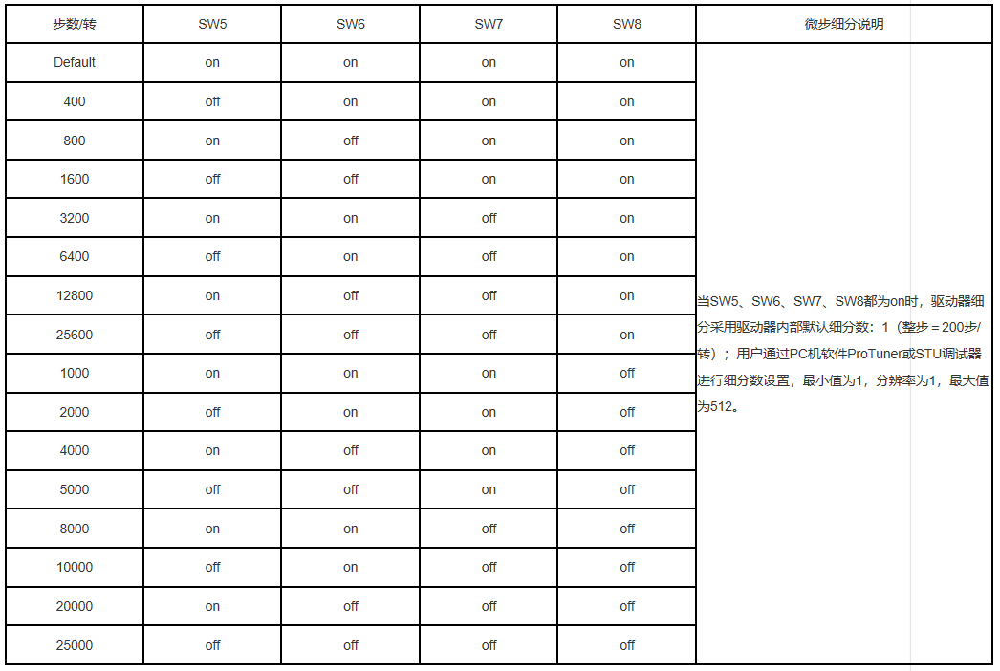 步数/转 SW5 SW6 SW7 SW8 微步细分说明
Default on on on on
400 off on on on
800 on off on on
1600 off off on on
3200 on on off on
6400 off on off on
12800 on off off on
25600 off off off on
1000 on on on off
2000 off on on off
4000 on off on off
5000 off off on off
8000 on on off off
10000 off on off off
20000 on off off off
25000 off off off off
当SW5、SW6、SW7、SW8都为on时，驱动器细
分采用驱动器内部默认细分数：1（整步＝200步/
转）；用户通过PC机软件ProTuner或STU调试器
进行细分数设置，最小值为1，分辨率为1，最大值
为512。